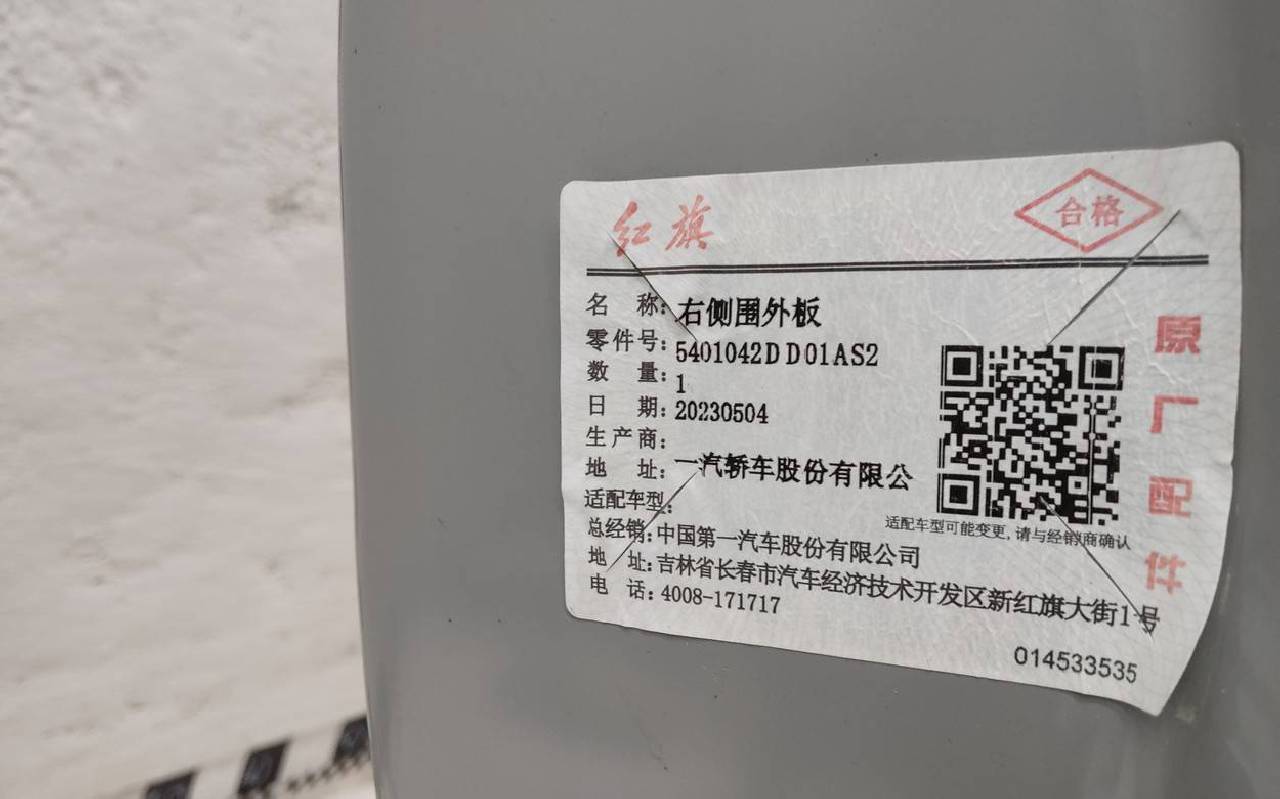 红旗
合格
名 称：右侧围外板
零件号：5401042DD01AS2
数 量：1
日 期：20230504
生产商：
地 址：一汽轿车股份有限公
适配车型：
适配车型可能变更，请与经销商确认
总经销：中国第一汽车股份有限公司
地 址：吉林省长春市汽车经济技术开发区新红旗大街1号
电 话：4008-171717
原厂配件
014533535